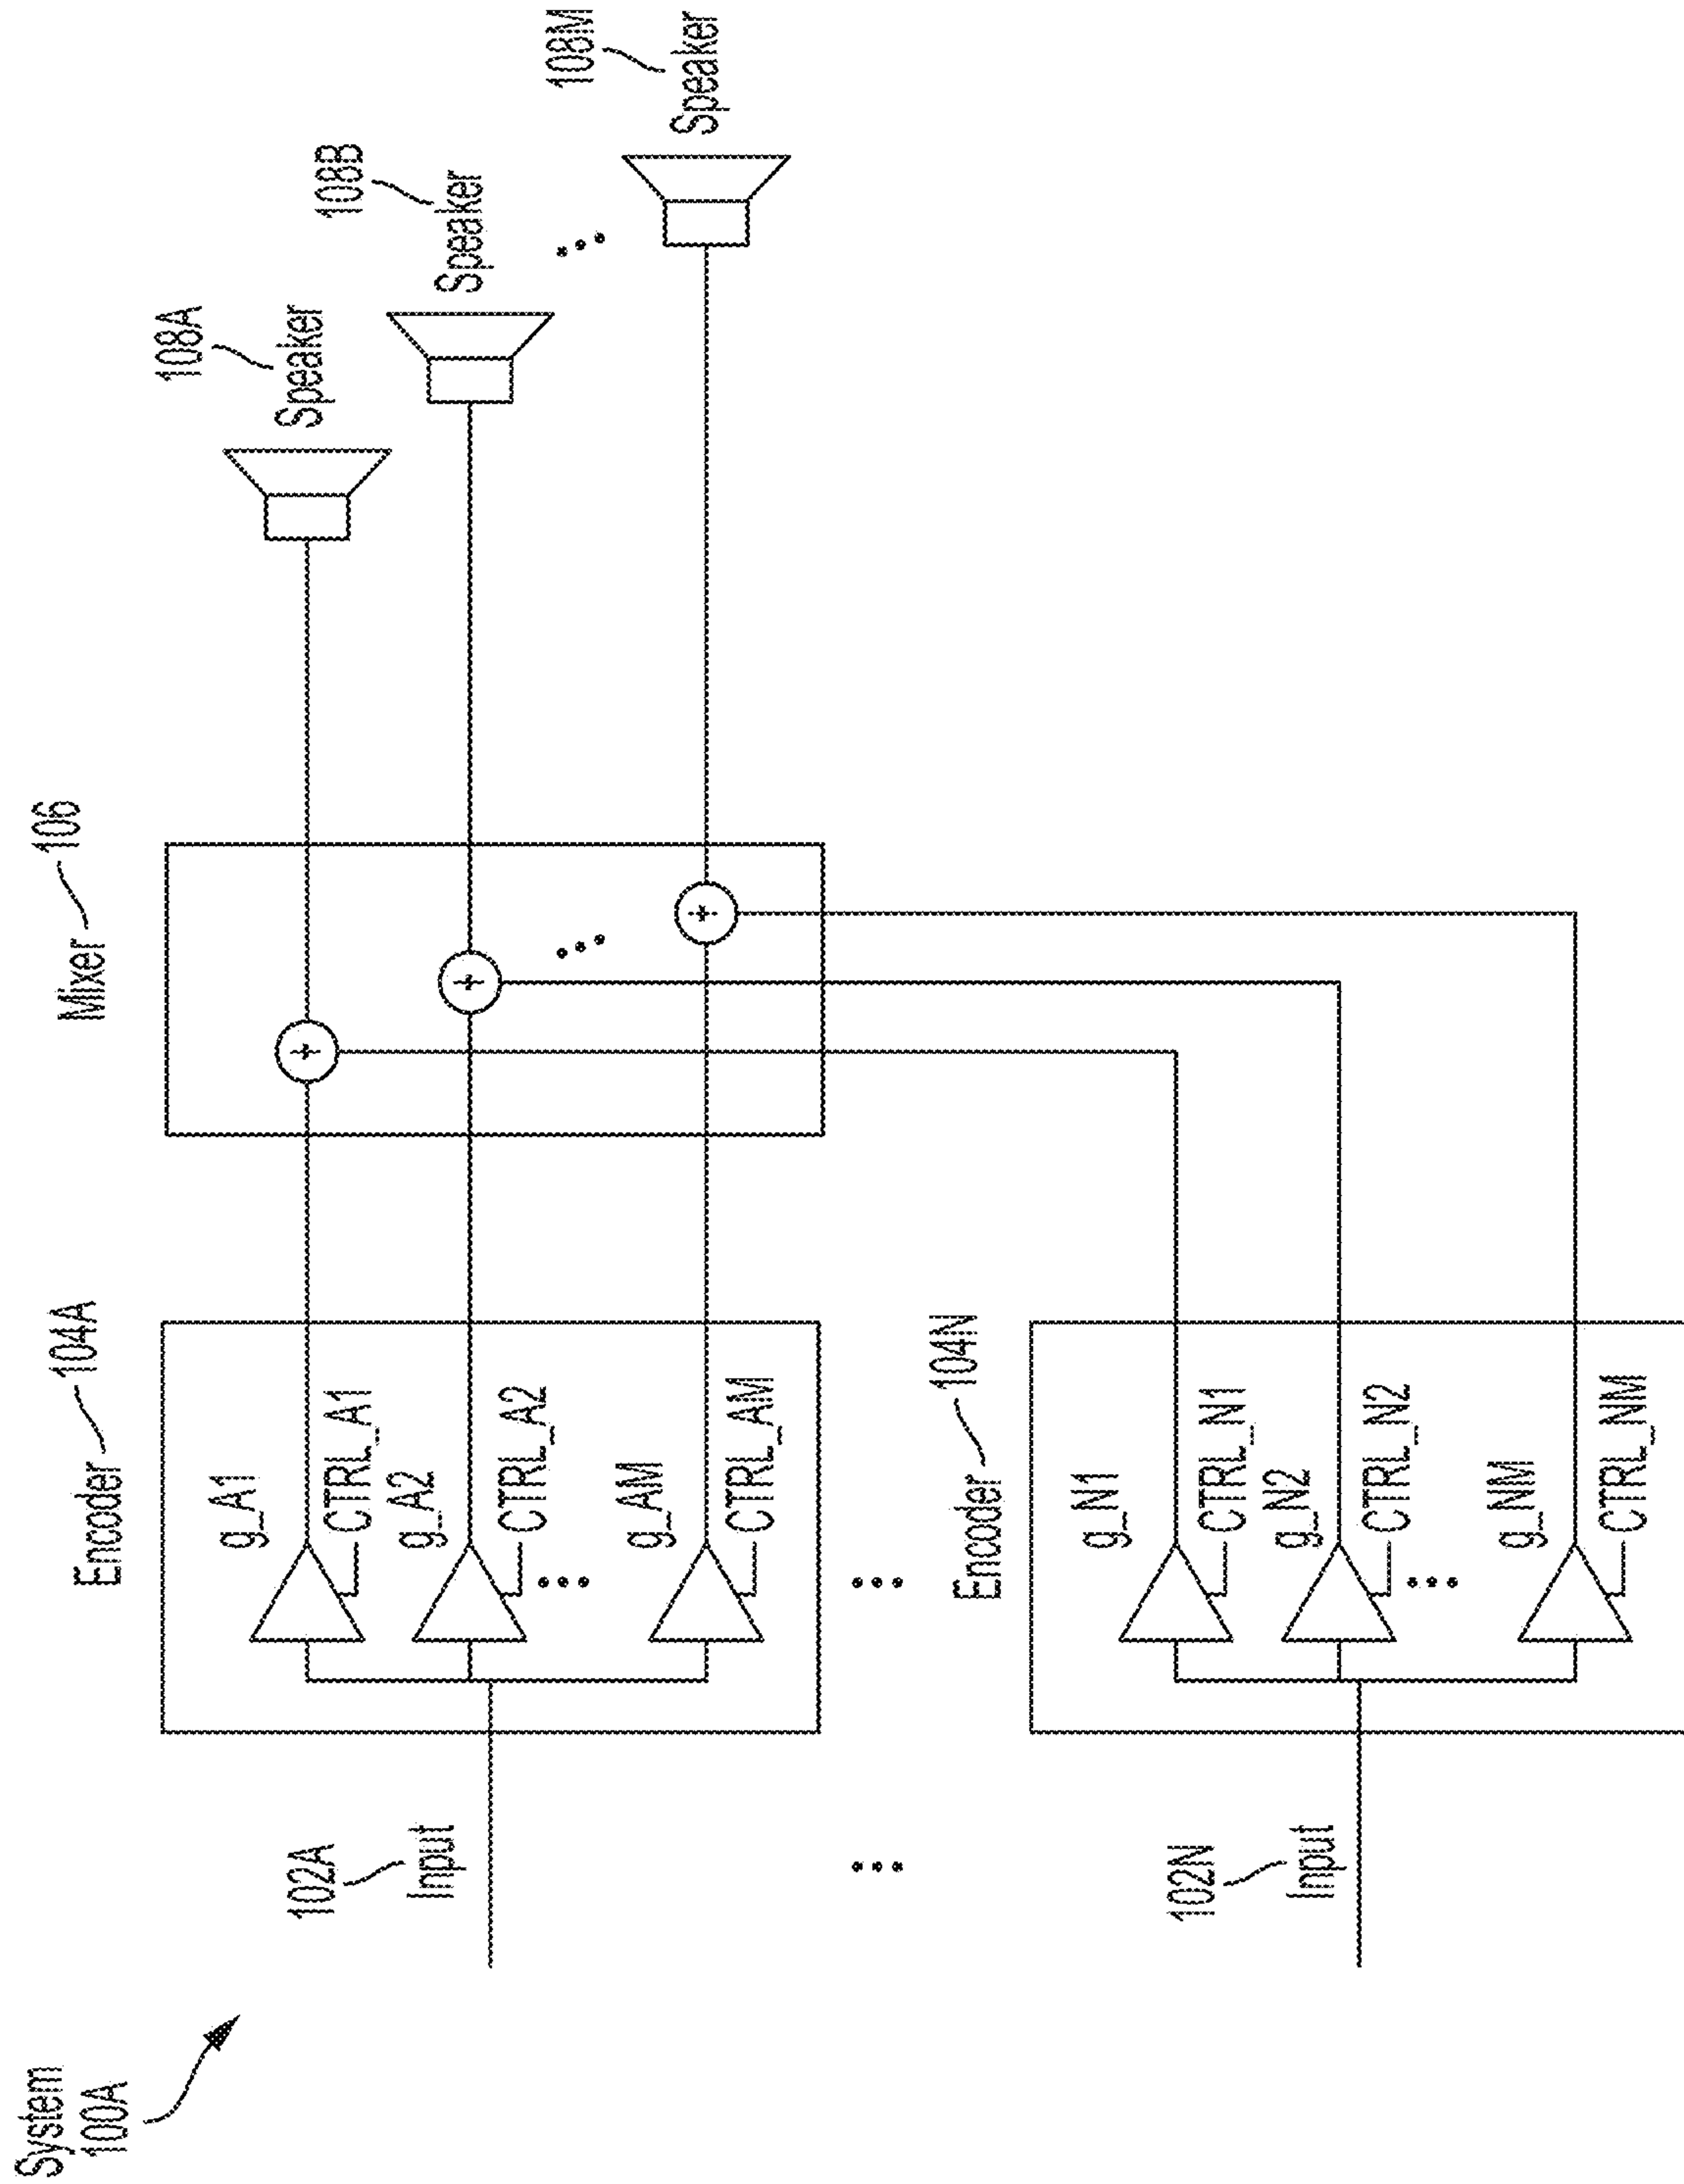 System
100A
102A
Input
102N
Input
Encoder
104A
g_A1
CTRL_A1
g_A2
CTRL_A2
g_AM
CTRL_AM
Encoder
104N
g_N1
CTRL_N1
g_N2
CTRL_N2
g_NM
CTRL_NM
Mixer
106
+
+
+
108A
Speaker
108B
Speaker
108M
Speaker